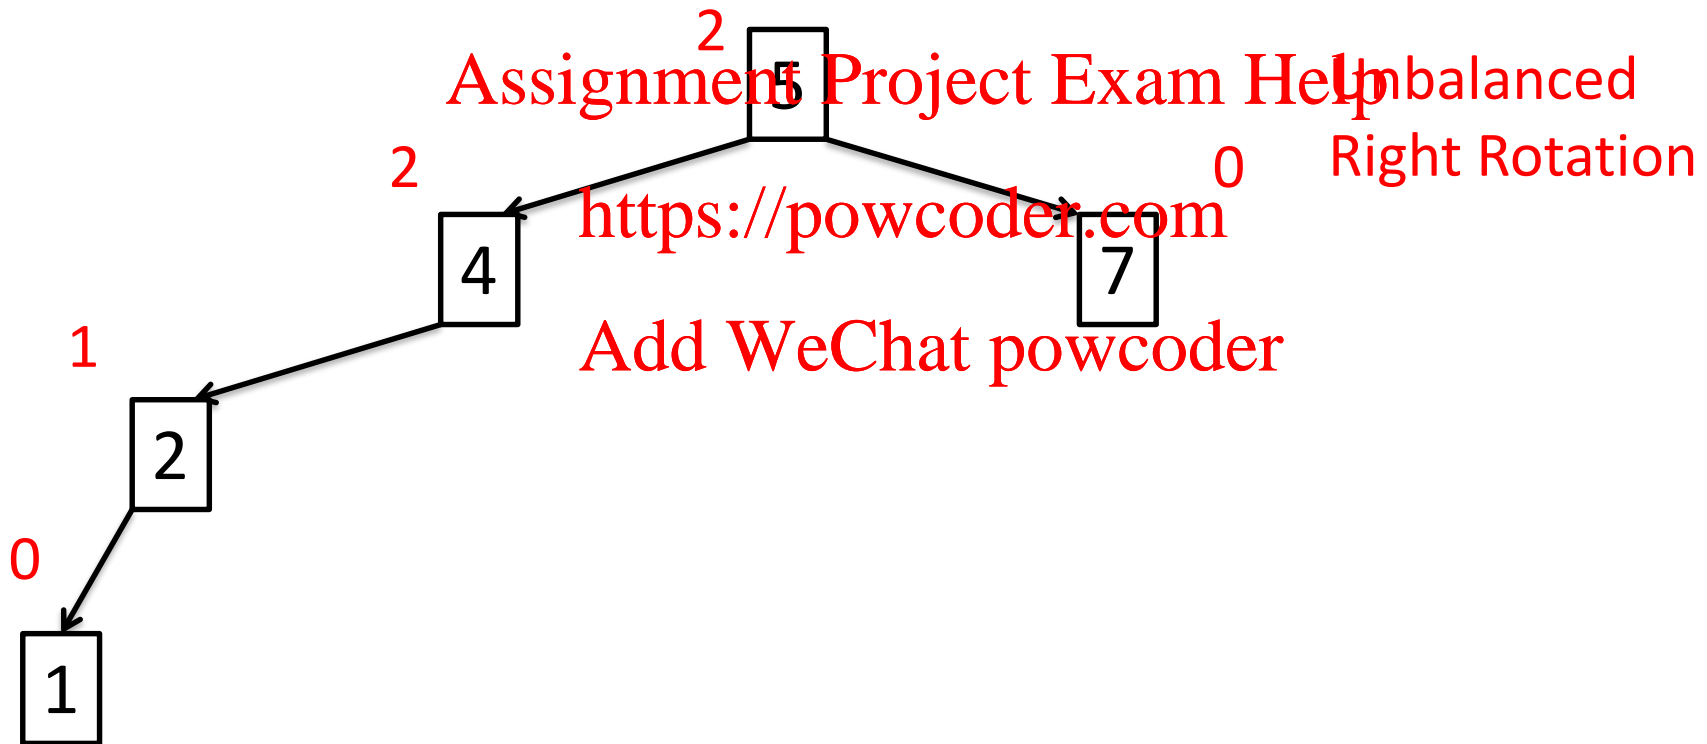 2
5
Assignment Project Exam Help
Unbalanced
Right Rotation
2
0
https://powcoder.com
4
7
1
Add WeChat powcoder
2
0
1